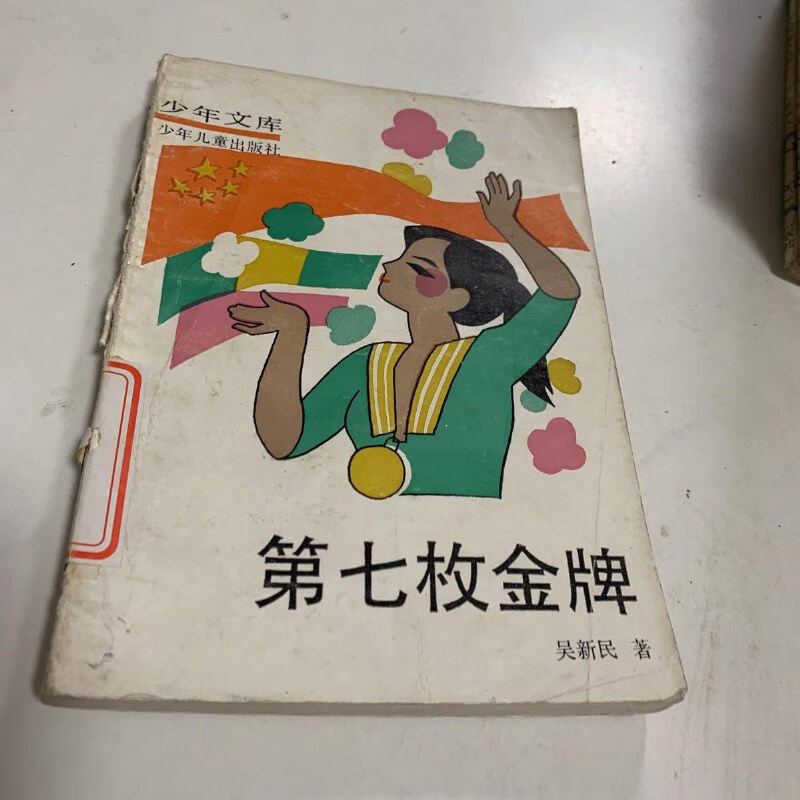 少年文库
少年儿童出版社
第七枚金牌
吴新民 著